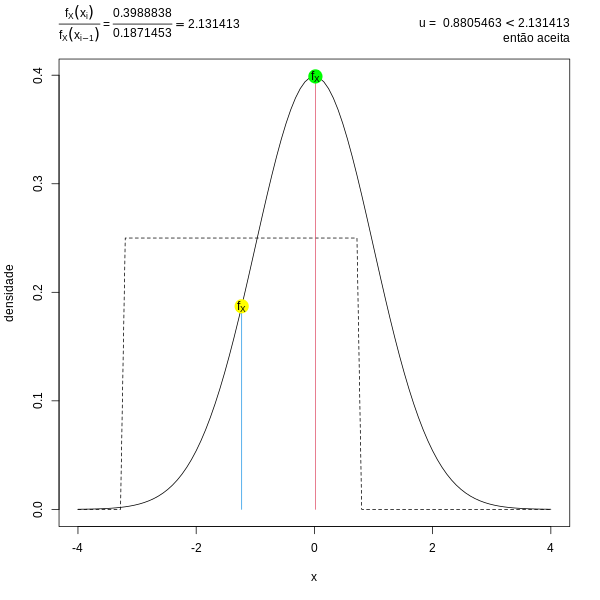 fX(xi) / fX(xi−1) = 0.3988838 / 0.1871453 = 2.131413
u = 0.8805463 < 2.131413
então aceita
densidade
0.4
0.3
0.2
0.1
0.0
fX
fX
-4 -2 0 2 4
x